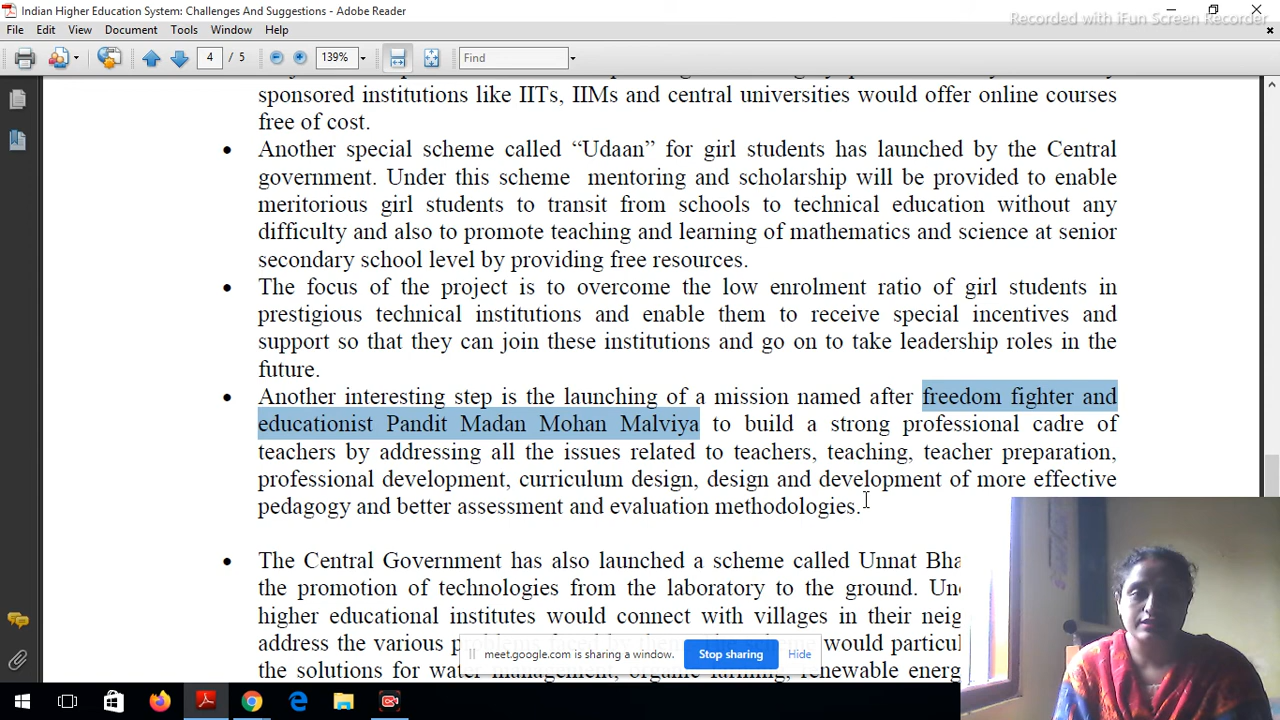 Indian Higher Education System: Challenges And Suggestions - Adobe Reader
Recorded with iFun Screen Recorder
File Edit View Document Tools Window Help
4 / 5 139% Find
sponsored institutions like IITs, IIMs and central universities would offer online courses
free of cost.
• Another special scheme called “Udaan” for girl students has launched by the Central
government. Under this scheme mentoring and scholarship will be provided to enable
meritorious girl students to transit from schools to technical education without any
difficulty and also to promote teaching and learning of mathematics and science at senior
secondary school level by providing free resources.
• The focus of the project is to overcome the low enrolment ratio of girl students in
prestigious technical institutions and enable them to receive special incentives and
support so that they can join these institutions and go on to take leadership roles in the
future.
• Another interesting step is the launching of a mission named after freedom fighter and
educationist Pandit Madan Mohan Malviya to build a strong professional cadre of
teachers by addressing all the issues related to teachers, teaching, teacher preparation,
professional development, curriculum design, design and development of more effective
pedagogy and better assessment and evaluation methodologies.
• The Central Government has also launched a scheme called Unnat Bha
the promotion of technologies from the laboratory to the ground. Un
higher educational institutes would connect with villages in their neig
address the various would particul
the solutions for water management, organic farming, renewable energ
meet.google.com is sharing a window. Stop sharing Hide